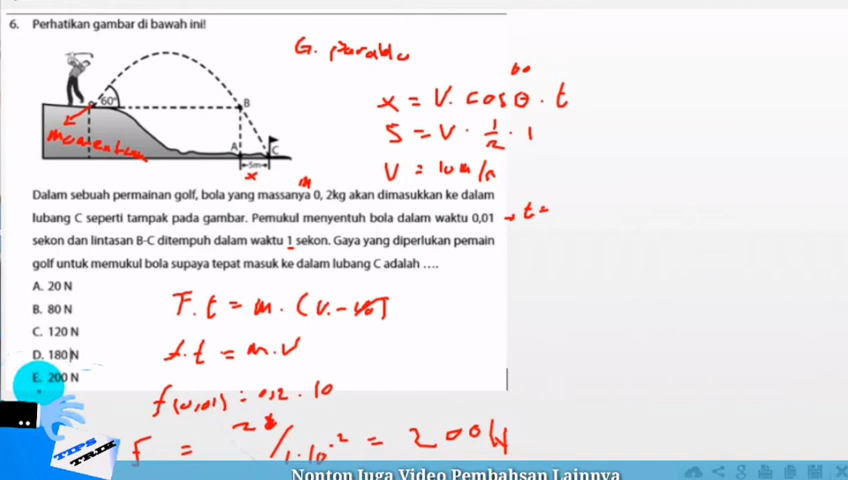 6. Perhatikan gambar di bawah ini!
G. Parabola
60°
B
A
C
5m
x
momentum
60
x = V. cos θ . t
5 = V . 1/2 . 1
V = 10 m/s
m
Dalam sebuah permainan golf, bola yang massanya 0, 2kg akan dimasukkan ke dalam
lubang C seperti tampak pada gambar. Pemukul menyentuh bola dalam waktu 0,01
→ t =
sekon dan lintasan B-C ditempuh dalam waktu 1 sekon. Gaya yang diperlukan pemain
golf untuk memukul bola supaya tepat masuk ke dalam lubang C adalah ....
A. 20 N
B. 80 N
C. 120 N
D. 180 N
E. 200 N
F. t = m. (V. - V0)
f. t = m. V
f (0,01) = 0,2 . 10
F = 2 / 1.10⁻² = 200 N
TIPS
TRIK
Nonton Juga Video Pembahsan Lainnya